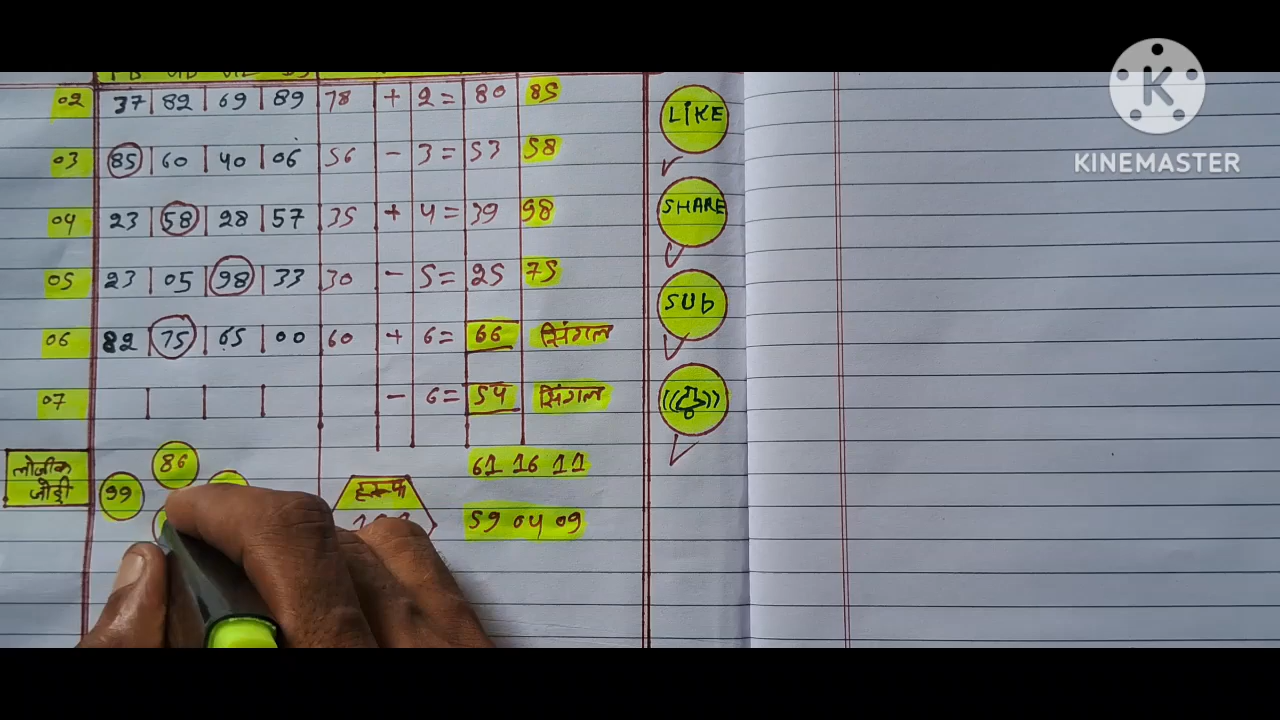 02 37 82 69 89 78 + 2 = 80 85
03 85 60 40 06 56 - 3 = 53 58
04 23 58 28 57 35 + 4 = 39 98
05 23 05 98 33 30 - 5 = 25 75
06 82 75 65 00 60 + 6 = 66 सिंगल
07 - 6 = 54 सिंगल
लोजीक
जोड़ी
99
86
हरूफ
61 16 11
59 04 09
LIKE
SHARE
SUb
K
KINEMASTER